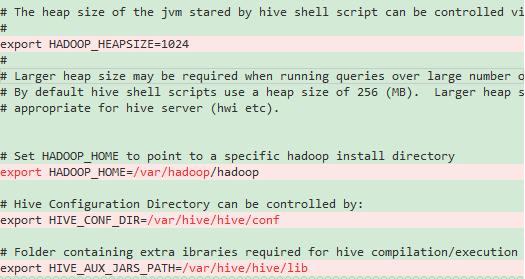 # The heap size of the jvm stared by hive shell script can be controlled vi
#
export HADOOP_HEAPSIZE=1024
#
# Larger heap size may be required when running queries over large number o
# By default hive shell scripts use a heap size of 256 (MB).  Larger heap s
# appropriate for hive server (hwi etc).
# Set HADOOP_HOME to point to a specific hadoop install directory
export HADOOP_HOME=/var/hadoop/hadoop
# Hive Configuration Directory can be controlled by:
export HIVE_CONF_DIR=/var/hive/hive/conf
# Folder containing extra ibraries required for hive compilation/execution
export HIVE_AUX_JARS_PATH=/var/hive/hive/lib